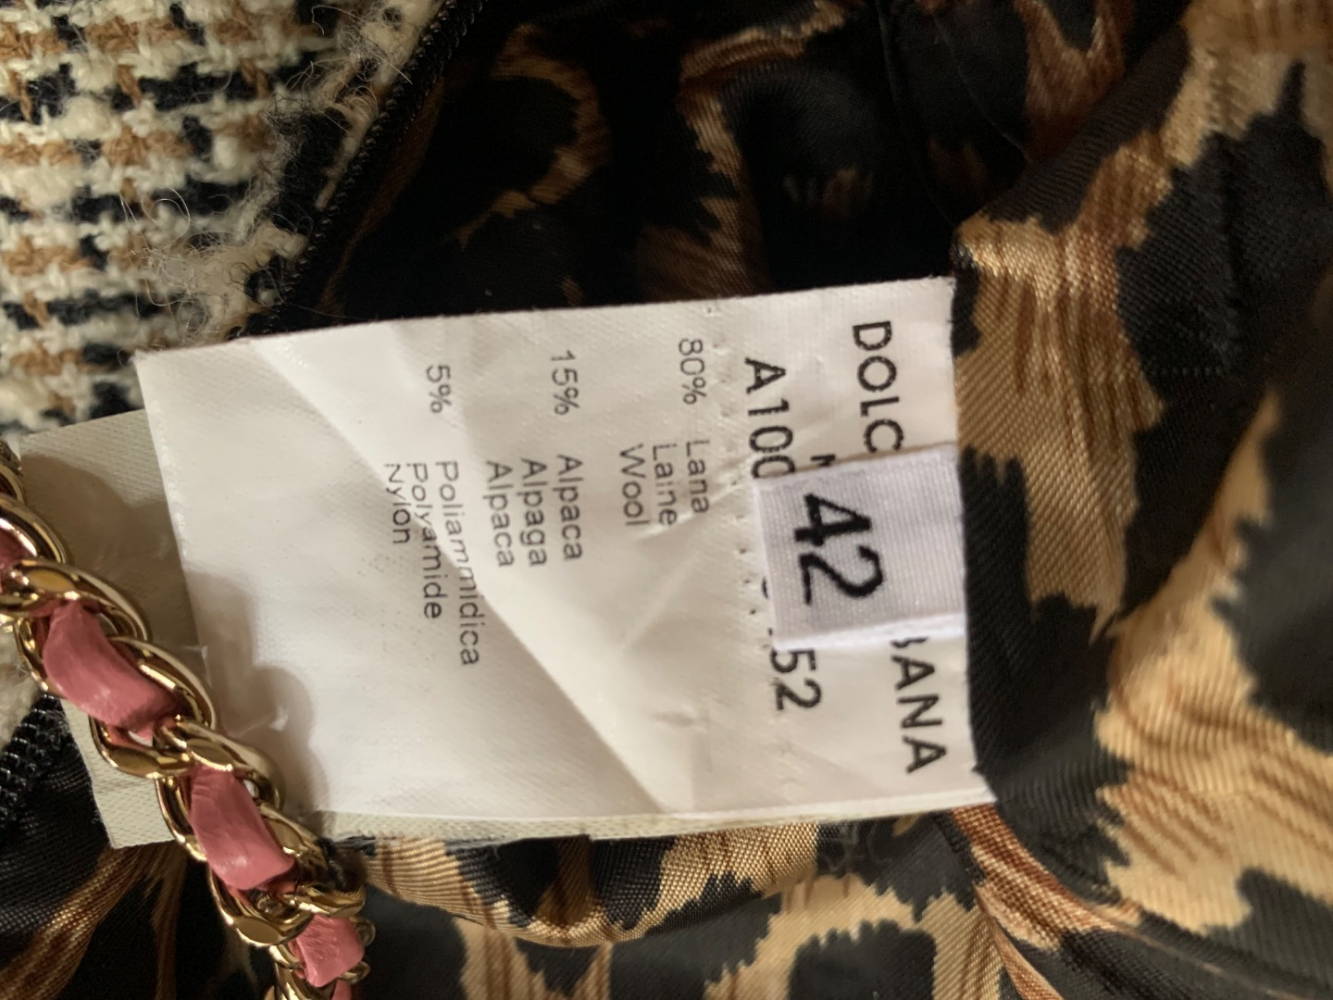 DOLC
BANA
42
A100
52
80% Lana
Laine
Wool
15% Alpaca
Alpaga
Alpaca
5% Poliammidica
Polyamide
Nylon